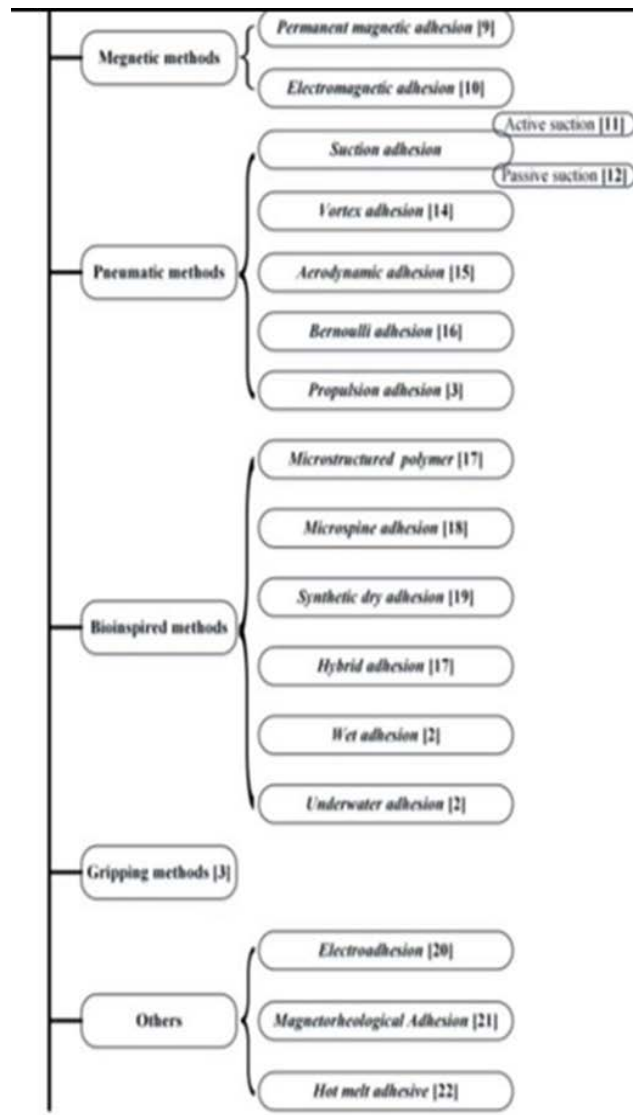 Megnetic methods
Permanent magnetic adhesion [9]
Electromagnetic adhesion [10]
Pneumatic methods
Suction adhesion
Active suction [11]
Passive suction [12]
Vortex adhesion [14]
Aerodynamic adhesion [15]
Bernoulli adhesion [16]
Propulsion adhesion [3]
Bioinspired methods
Microstructured polymer [17]
Microspine adhesion [18]
Synthetic dry adhesion [19]
Hybrid adhesion [17]
Wet adhesion [2]
Underwater adhesion [2]
Gripping methods [3]
Others
Electroadhesion [20]
Magnetorheological Adhesion [21]
Hot melt adhesive [22]